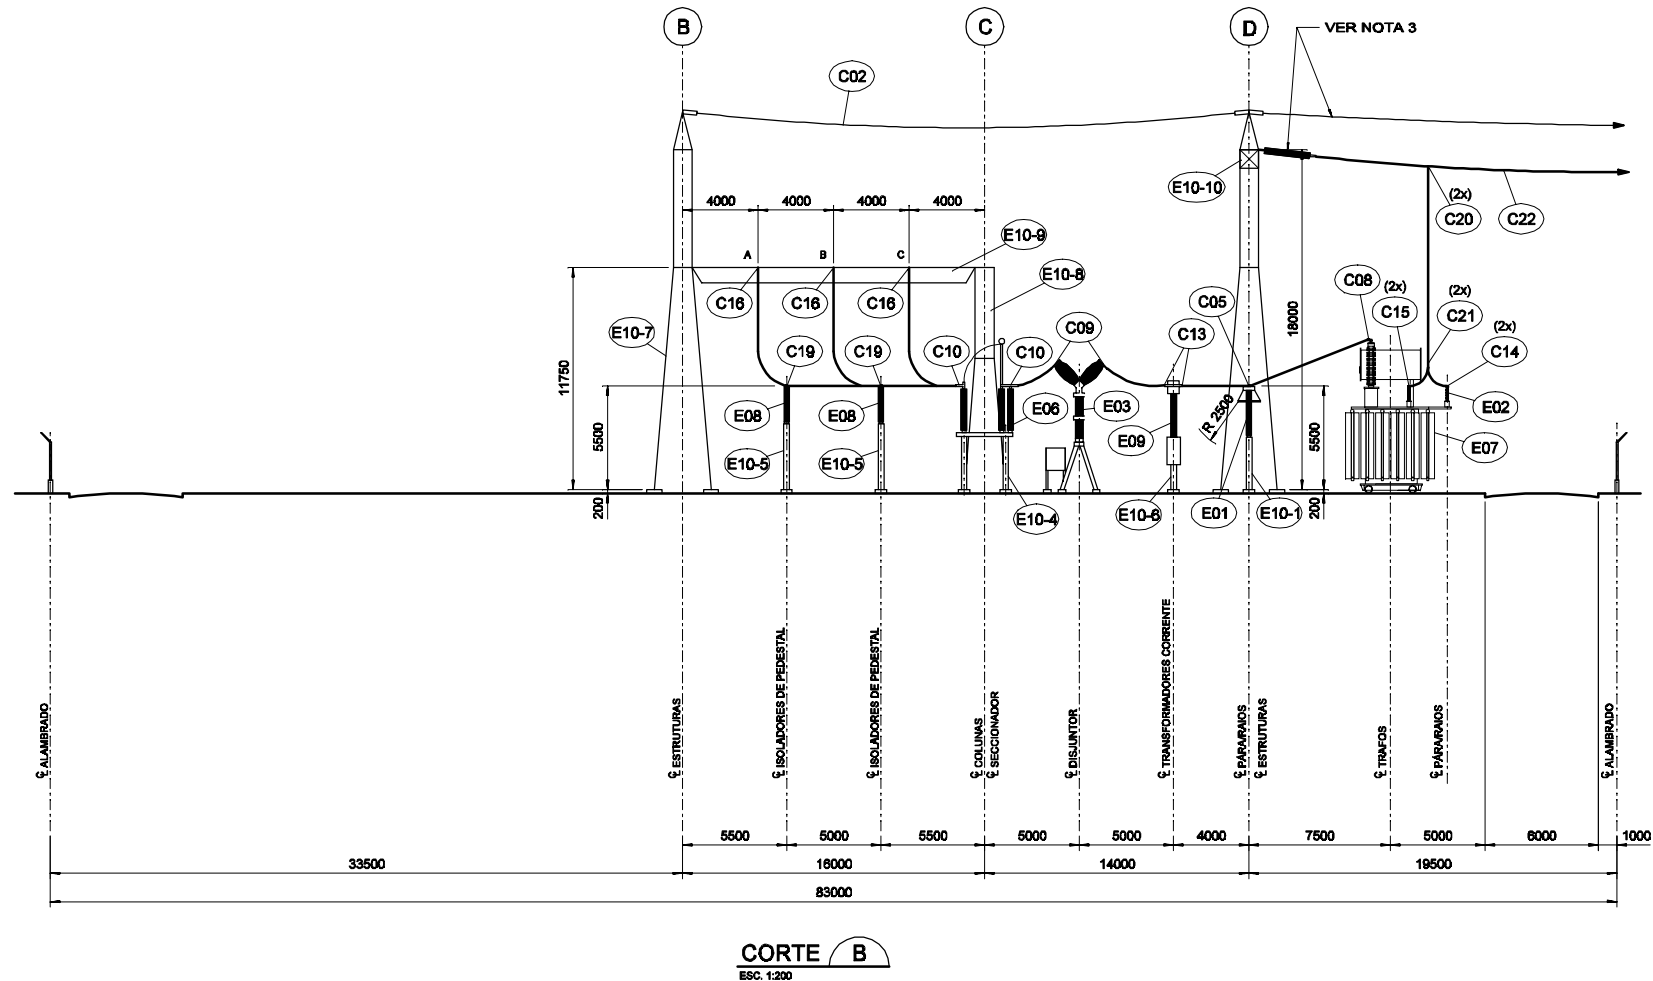 B
C
D
VER NOTA 3
C02
E10-10
(2x)
C20
C22
4000
4000
4000
4000
E10-9
A
B
C
E10-8
C16
C16
C16
C05
C08
(2x)
C15
(2x)
C21
(2x)
C14
18000
E10-7
C19
C19
C10
C10
C09
C13
11750
5500
E08
E08
E06
E03
E09
R 2500
5500
E02
E07
E10-5
E10-5
200
E10-4
E10-6
E01
E10-1
200
℄ ALAMBRADO
℄ ESTRUTURAS
℄ ISOLADORES DE PEDESTAL
℄ ISOLADORES DE PEDESTAL
℄ COLUNAS
℄ SECCIONADOR
℄ DISJUNTOR
℄ TRANSFORMADORES CORRENTE
℄ PÁRA/RAIOS
℄ ESTRUTURAS
℄ TRAFOS
℄ PÁRA/RAIOS
℄ ALAMBRADO
5500
5000
5500
5000
5000
4000
7500
5000
6000
1000
33500
16000
14000
19500
83000
CORTE B
ESC. 1:200